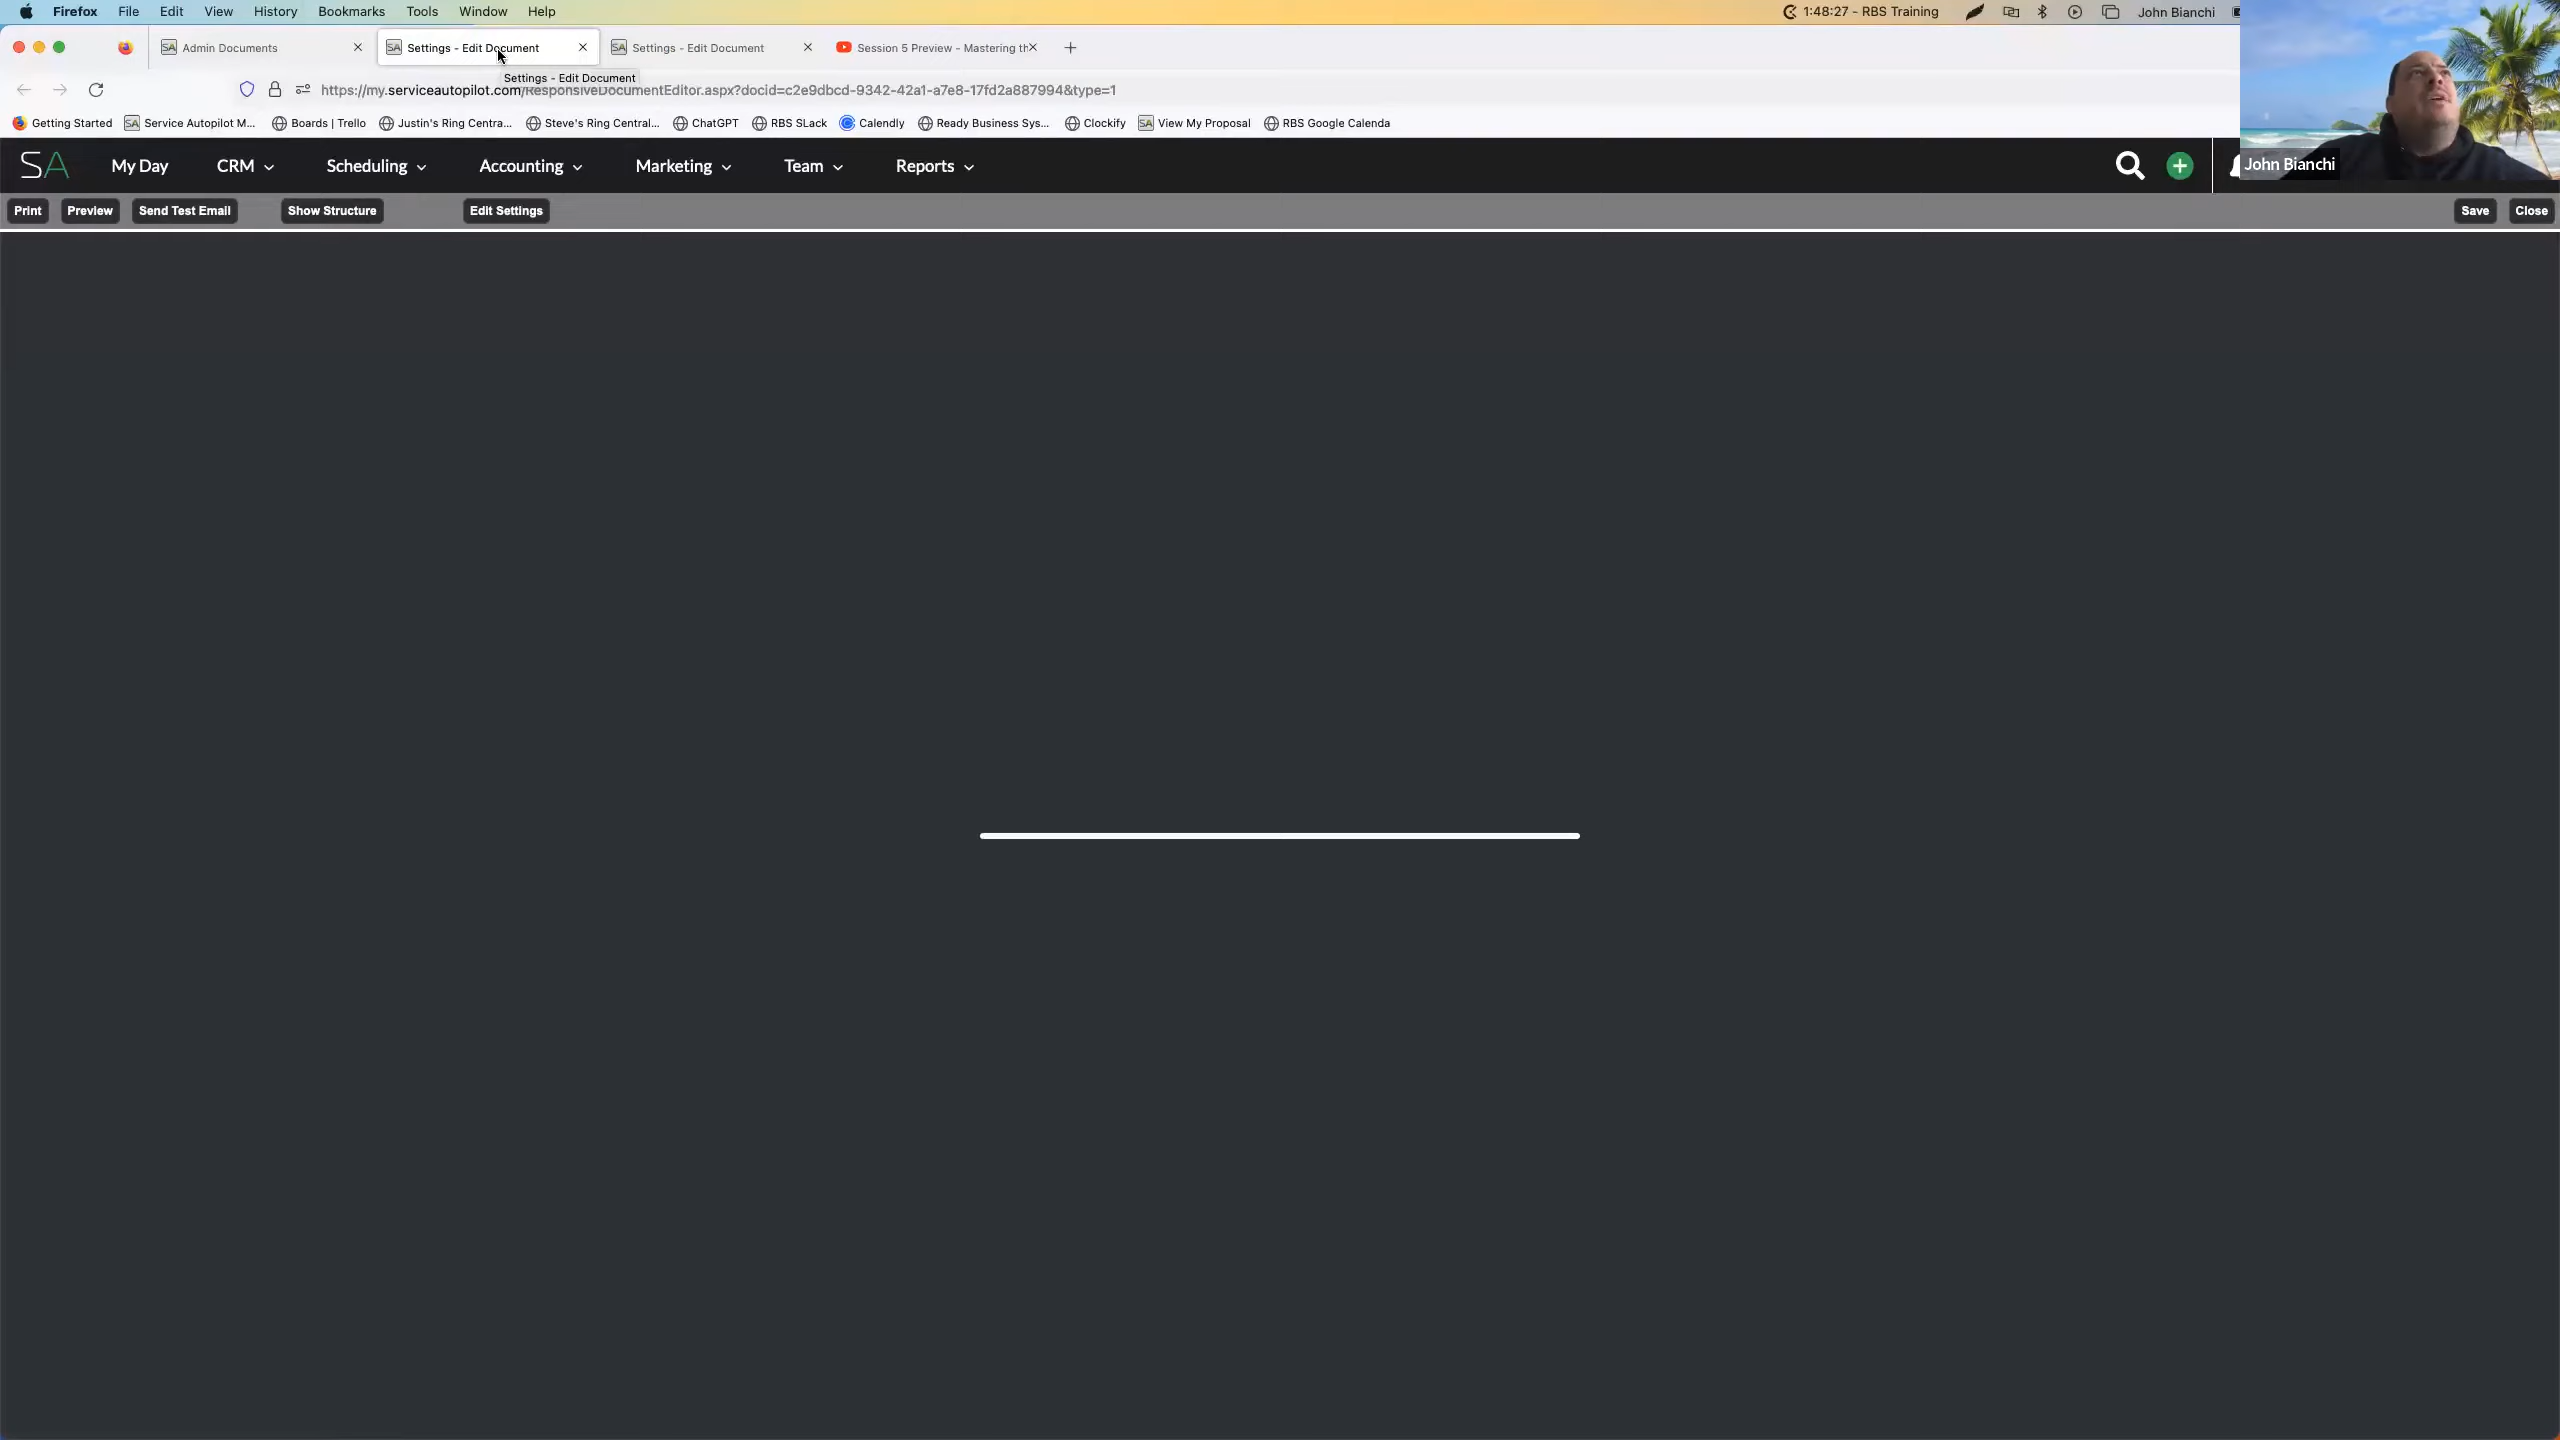 Firefox File Edit View History Bookmarks Tools Window Help 1:48:27 - RBS Training John Bianchi
Admin Documents Settings - Edit Document Settings - Edit Document Session 5 Preview - Mastering th
Settings - Edit Document
https://my.serviceautopilot.com/ResponsiveDocumentEditor.aspx?docid=c2e9dbcd-9342-42a1-a7e8-17fd2a887994&type=1
Getting Started Service Autopilot M... Boards | Trello Justin's Ring Centra... Steve's Ring Central... ChatGPT RBS SLack Calendly Ready Business Sys... Clockify View My Proposal RBS Google Calenda
SA My Day CRM Scheduling Accounting Marketing Team Reports John Bianchi
Print Preview Send Test Email Show Structure Edit Settings Save Close